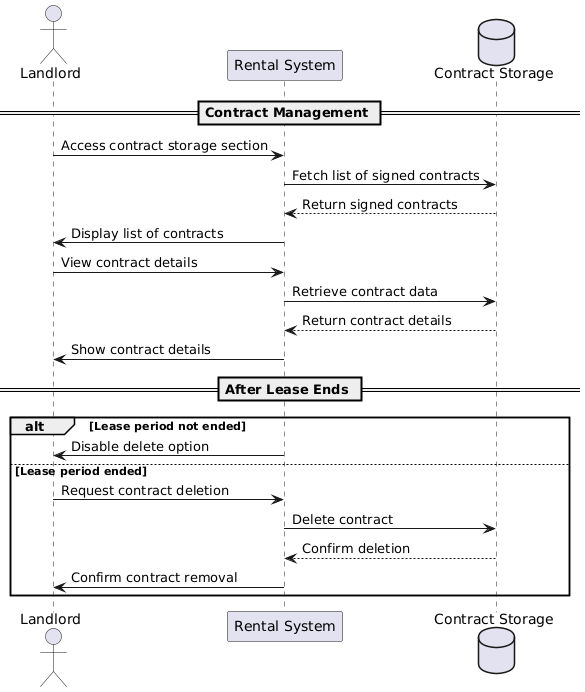 Landlord
Rental System
Contract Storage
Contract Management
Access contract storage section
Fetch list of signed contracts
Return signed contracts
Display list of contracts
View contract details
Retrieve contract data
Return contract details
Show contract details
After Lease Ends
alt [Lease period not ended]
Disable delete option
[Lease period ended]
Request contract deletion
Delete contract
Confirm deletion
Confirm contract removal
Landlord
Rental System
Contract Storage